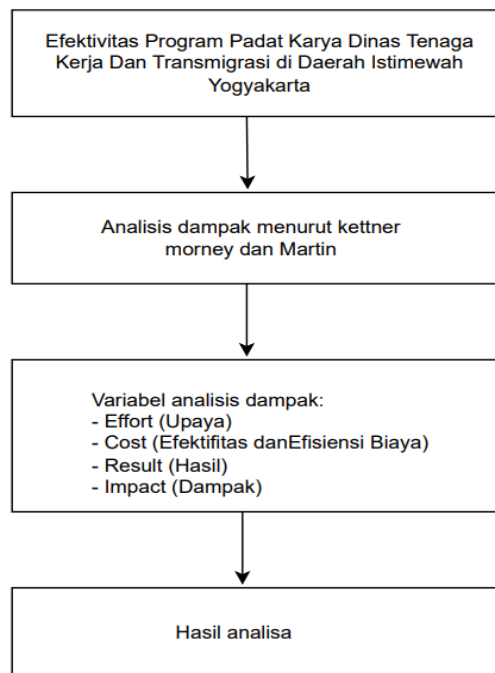 Efektivitas Program Padat Karya Dinas Tenaga
Kerja Dan Transmigrasi di Daerah Istimewah
Yogyakarta
Analisis dampak menurut kettner
morney dan Martin
Variabel analisis dampak:
- Effort (Upaya)
- Cost (Efektifitas danEfisiensi Biaya)
- Result (Hasil)
- Impact (Dampak)
Hasil analisa